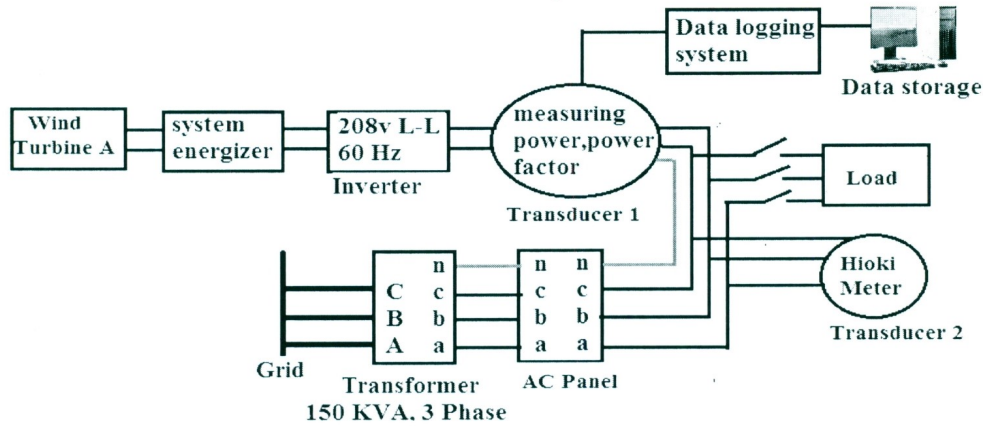 Data logging
system
Data storage
Wind
Turbine A
system
energizer
208v L-L
60 Hz
Inverter
measuring
power,power
factor
Transducer 1
Load
Hioki
Meter
Transducer 2
Grid
C
B
A
n
c
b
a
Transformer
150 KVA, 3 Phase
n n
c c
b b
a a
AC Panel